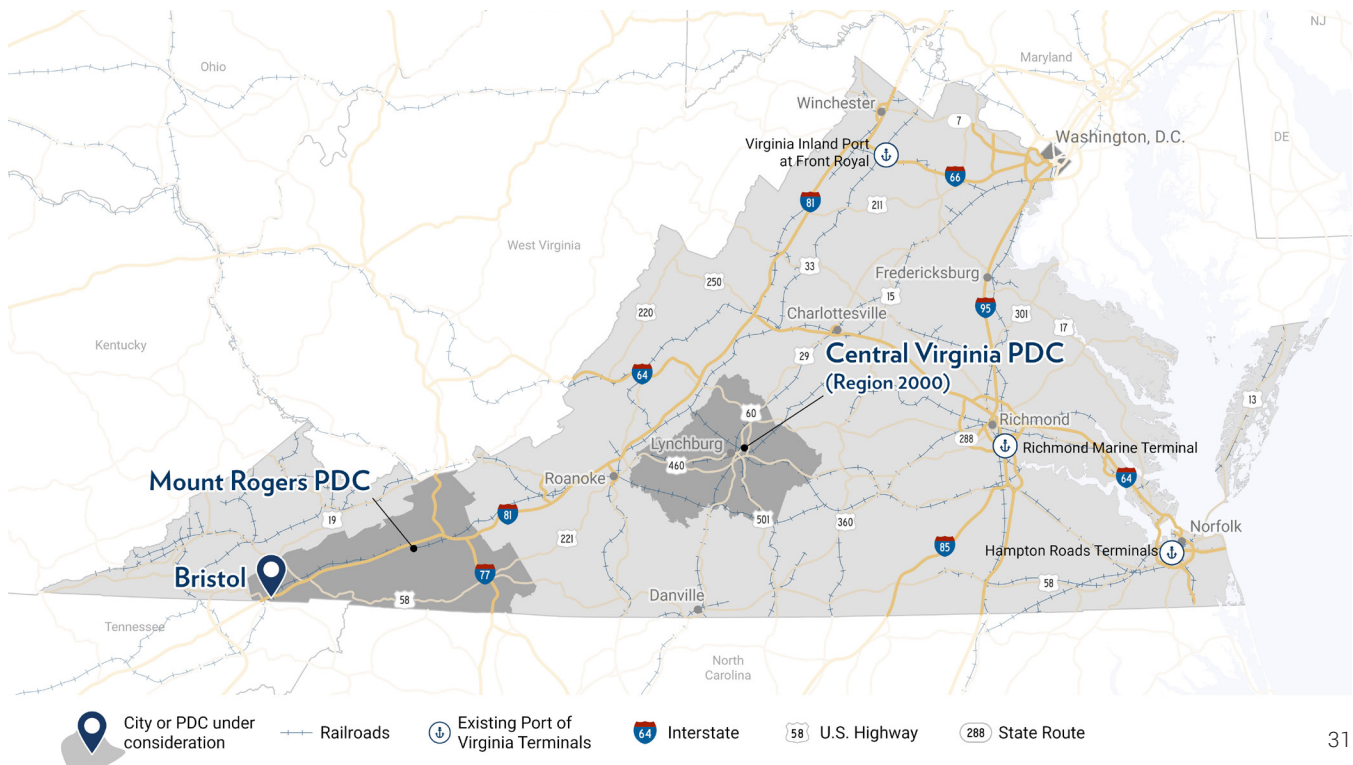 NJ
Ohio
Maryland
Winchester
7
Virginia Inland Port
at Front Royal
Washington, D.C.
DE
66
81
211
West Virginia
33
Fredericksburg
250
15
95
220
301
Charlottesville
17
Kentucky
29
Central Virginia PDC
(Region 2000)
64
13
60
Richmond
288
Lynchburg
Richmond Marine Terminal
460
Roanoke
64
Mount Rogers PDC
81
19
501
360
Norfolk
221
85
Hampton Roads Terminals
Bristol
77
58
58
Danville
Tennessee
North
Carolina
City or PDC under
consideration
Railroads
Existing Port of
Virginia Terminals
64
Interstate
58
U.S. Highway
288
State Route
31